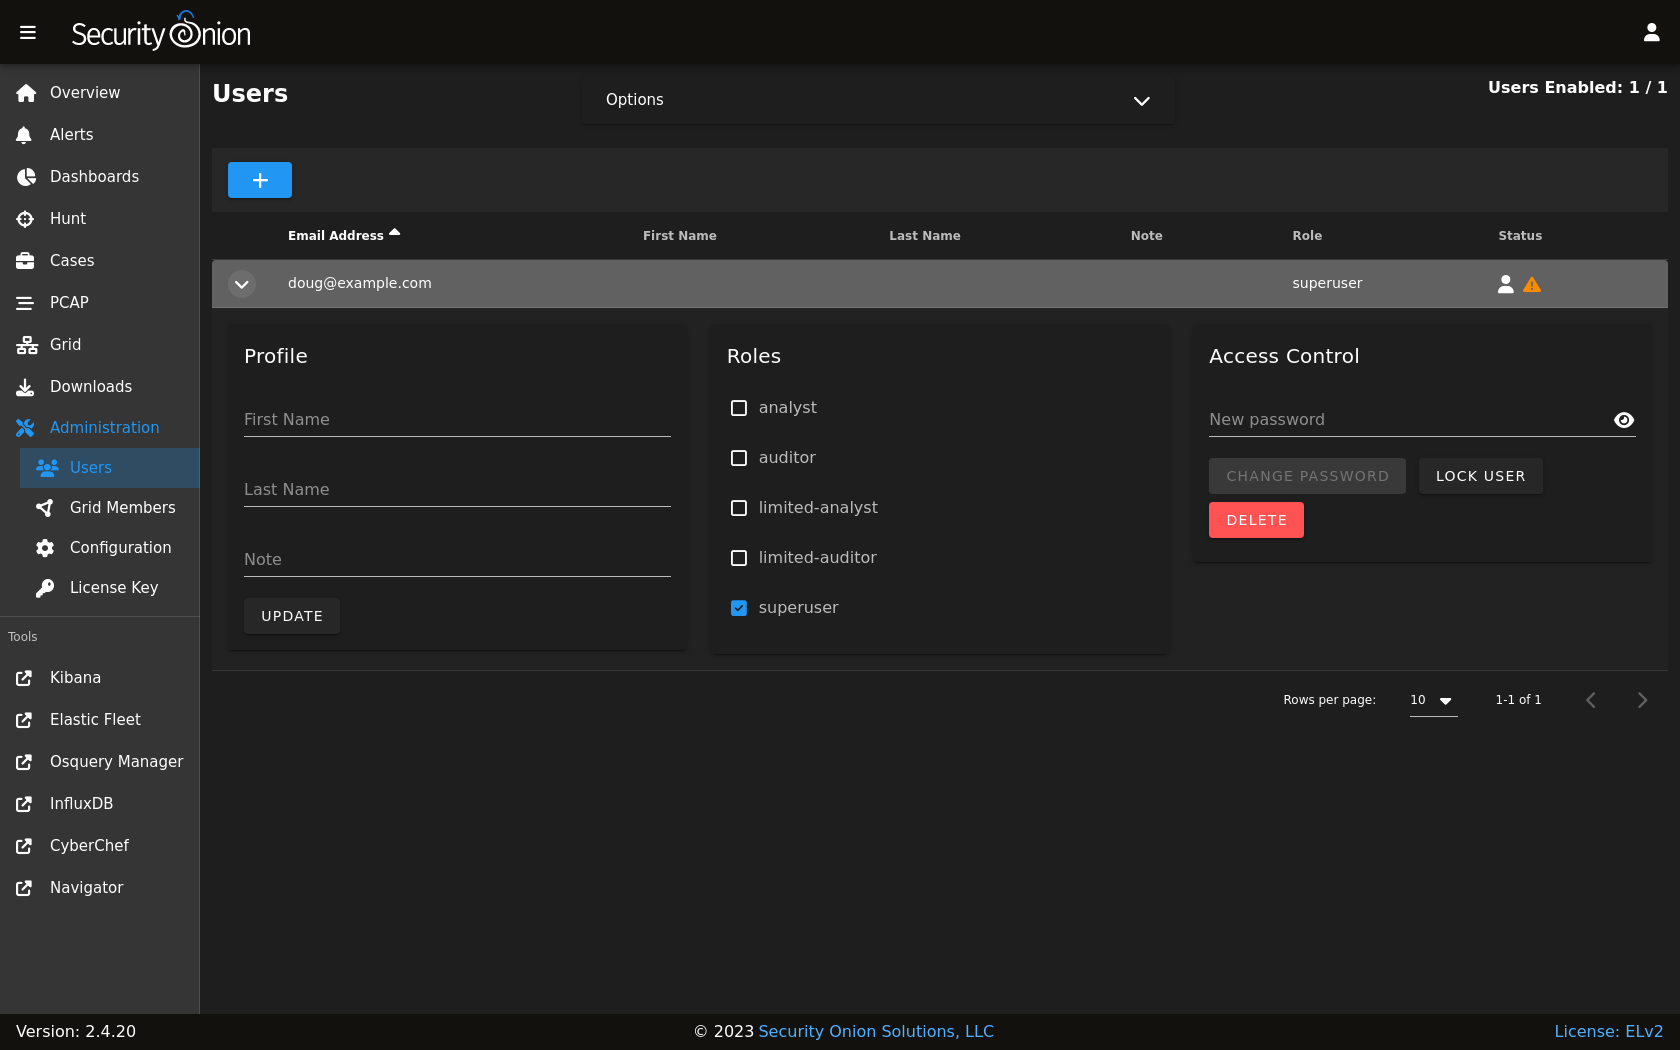 Security Onion
Overview
Alerts
Dashboards
Hunt
Cases
PCAP
Grid
Downloads
Administration
Users
Grid Members
Configuration
License Key
Tools
Kibana
Elastic Fleet
Osquery Manager
InfluxDB
CyberChef
Navigator
Users
Options
Users Enabled: 1 / 1
+
Email Address First Name Last Name Note Role Status
doug@example.com superuser
Profile
First Name
Last Name
Note
UPDATE
Roles
analyst
auditor
limited-analyst
limited-auditor
superuser
Access Control
New password
CHANGE PASSWORD LOCK USER
DELETE
Rows per page: 10 1-1 of 1
Version: 2.4.20 © 2023 Security Onion Solutions, LLC License: ELv2